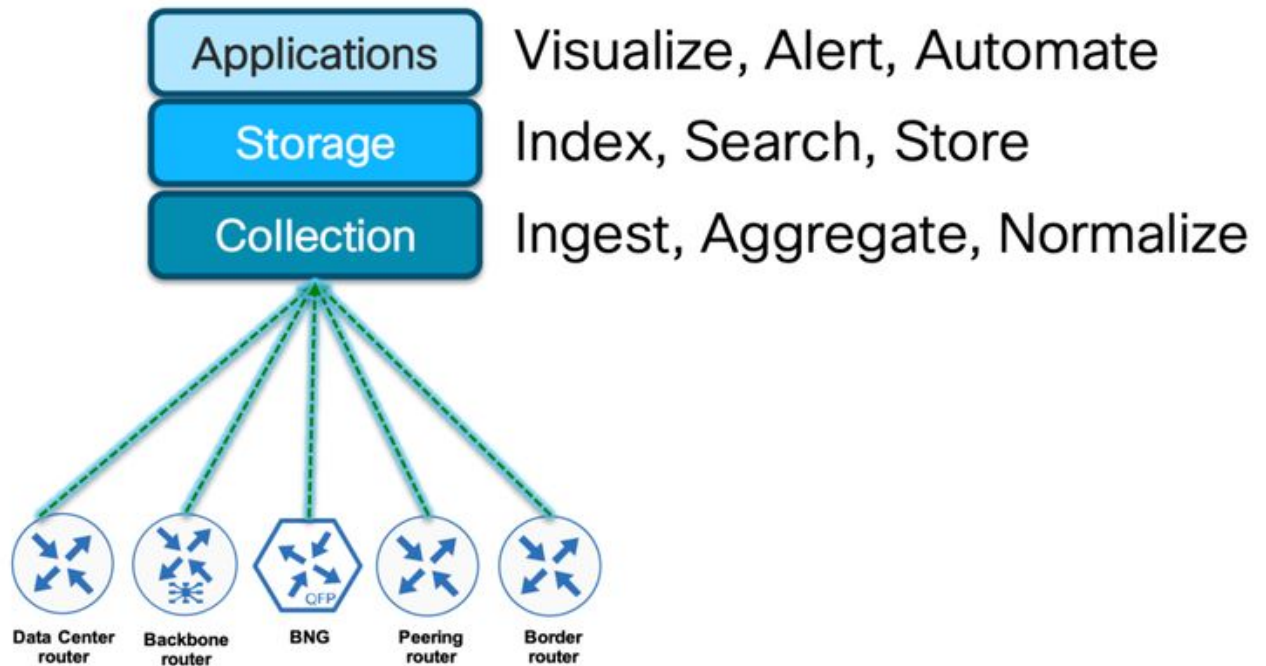 Applications Visualize, Alert, Automate
Storage Index, Search, Store
Collection Ingest, Aggregate, Normalize
QFP
Data Center router
Backbone router
BNG
Peering router
Border router